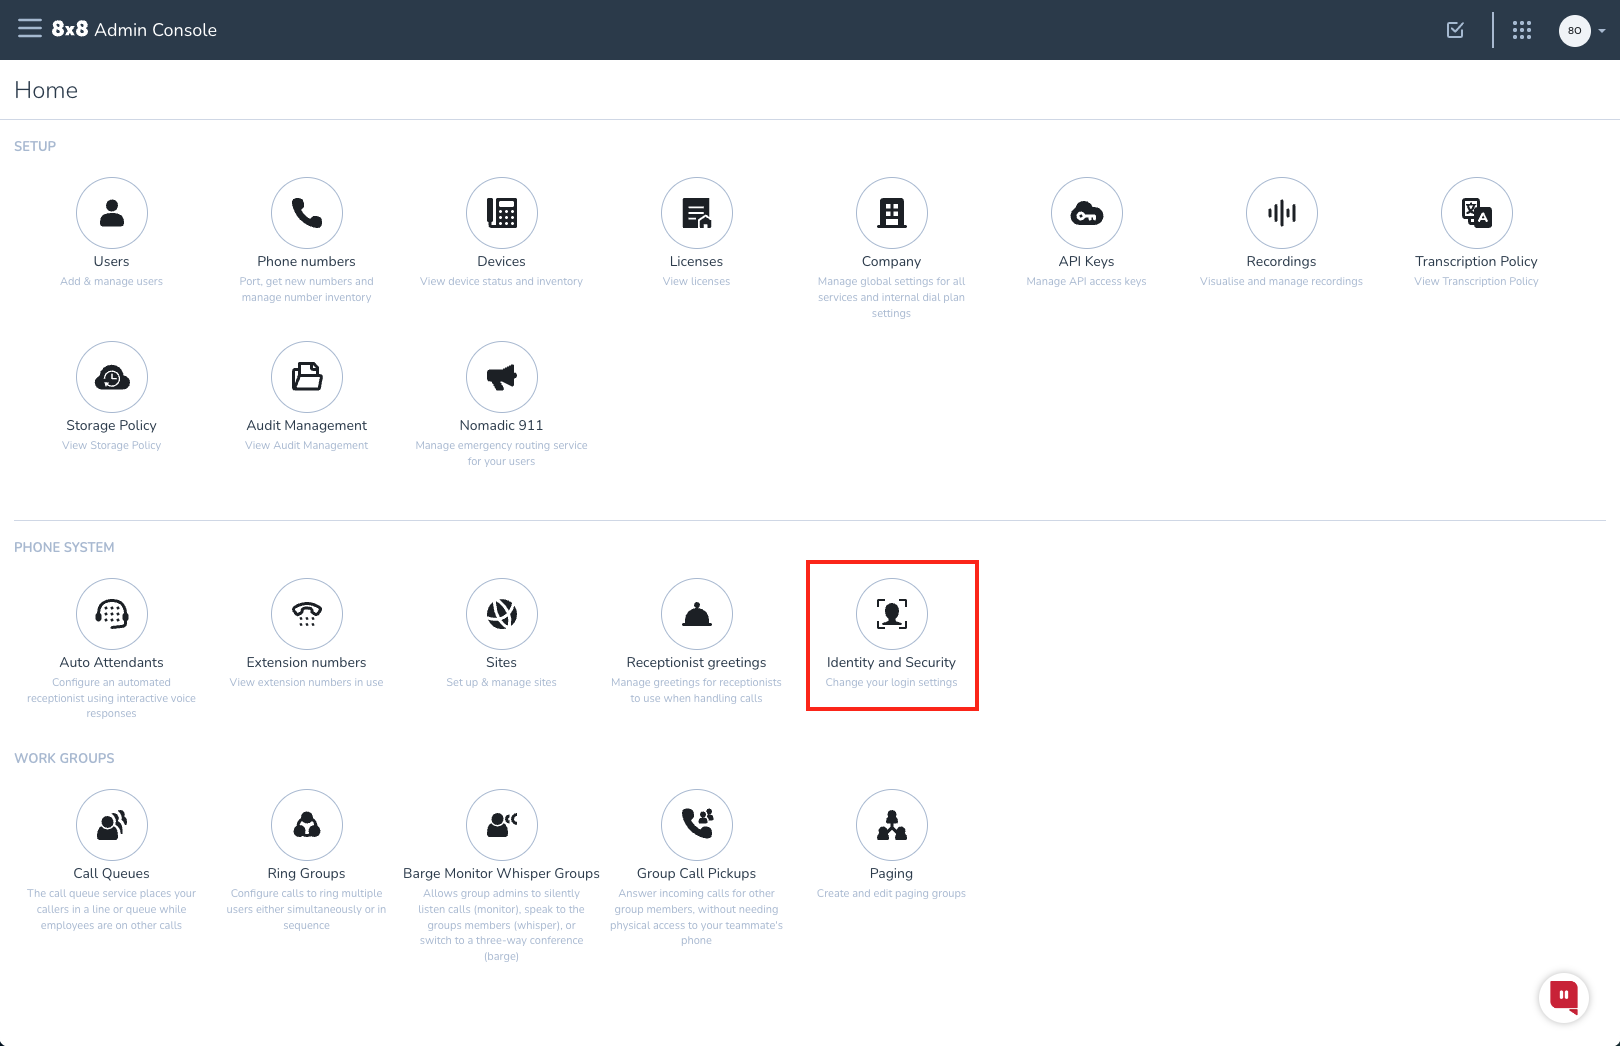 8x8 Admin Console
8O
Home
SETUP
Users
Add & manage users
Phone numbers
Port, get new numbers and
manage number inventory
Devices
View device status and inventory
Licenses
View licenses
Company
Manage global settings for all
services and internal dial plan
settings
API Keys
Manage API access keys
Recordings
Visualise and manage recordings
Transcription Policy
View Transcription Policy
Storage Policy
View Storage Policy
Audit Management
View Audit Management
Nomadic 911
Manage emergency routing service
for your users
PHONE SYSTEM
Auto Attendants
Configure an automated
receptionist using interactive voice
responses
Extension numbers
View extension numbers in use
Sites
Set up & manage sites
Receptionist greetings
Manage greetings for receptionists
to use when handling calls
Identity and Security
Change your login settings
WORK GROUPS
Call Queues
The call queue service places your
callers in a line or queue while
employees are on other calls
Ring Groups
Configure calls to ring multiple
users either simultaneously or in
sequence
Barge Monitor Whisper Groups
Allows group admins to silently
listen calls (monitor), speak to the
groups members (whisper), or
switch to a three-way conference
(barge)
Group Call Pickups
Answer incoming calls for other
group members, without needing
physical access to your teammate's
phone
Paging
Create and edit paging groups